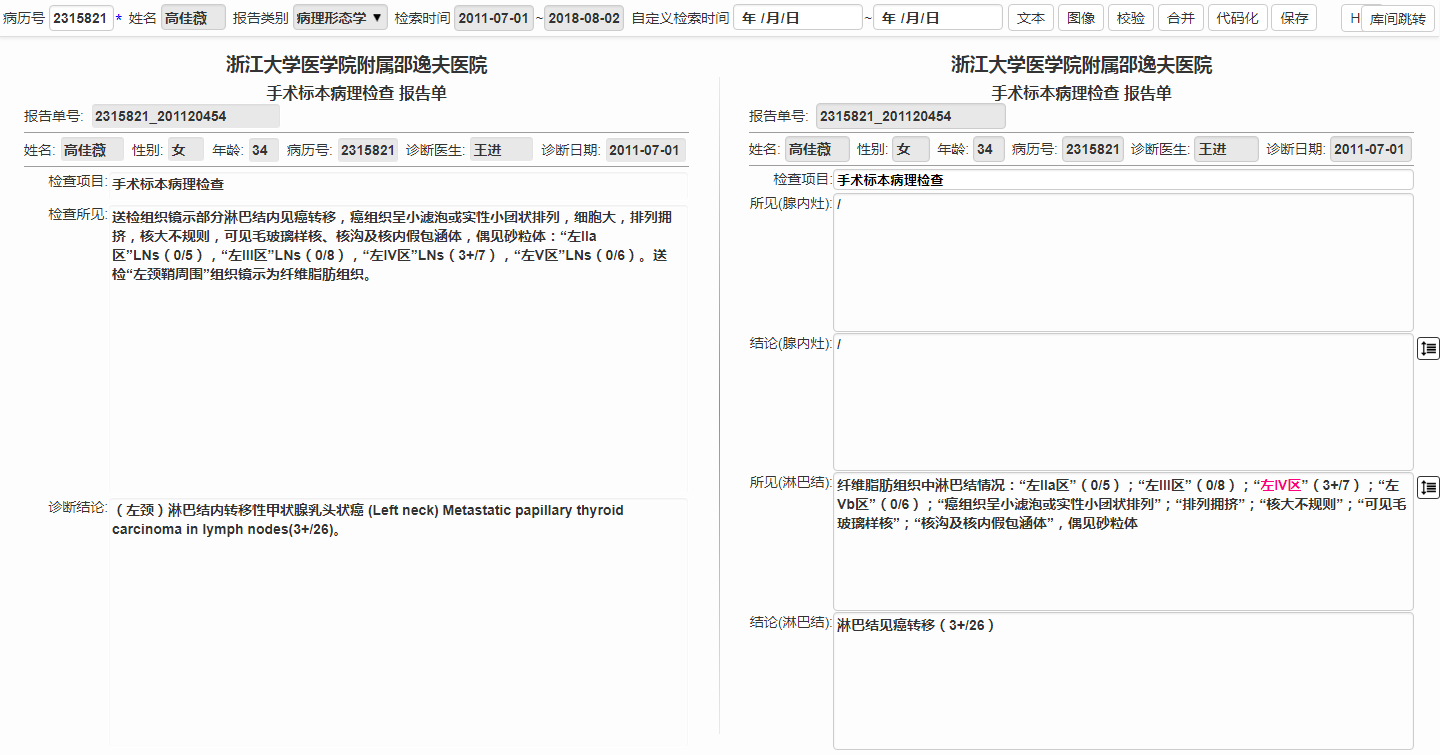 病历号 2315821 * 姓名 高佳薇 报告类别 病理形态学 ▼ 检索时间 2011-07-01 ~ 2018-08-02 自定义检索时间 年 /月/日 ~ 年 /月/日 文本 图像 校验 合并 代码化 保存 H 库间跳转
浙江大学医学院附属邵逸夫医院
手术标本病理检查 报告单
报告单号: 2315821_201120454
姓名: 高佳薇 性别: 女 年龄: 34 病历号: 2315821 诊断医生: 王进 诊断日期: 2011-07-01
检查项目: 手术标本病理检查
检查所见: 送检组织镜示部分淋巴结内见癌转移，癌组织呈小滤泡或实性小团状排列，细胞大，排列拥
挤，核大不规则，可见毛玻璃样核、核沟及核内假包涵体，偶见砂粒体：“左IIa
区”LNs（0/5），“左III区”LNs（0/8），“左IV区”LNs（3+/7），“左V区”LNs（0/6）。送
检“左颈鞘周围”组织镜示为纤维脂肪组织。
诊断结论: （左颈）淋巴结内转移性甲状腺乳头状癌 (Left neck) Metastatic papillary thyroid
carcinoma in lymph nodes(3+/26)。
浙江大学医学院附属邵逸夫医院
手术标本病理检查 报告单
报告单号: 2315821_201120454
姓名: 高佳薇 性别: 女 年龄: 34 病历号: 2315821 诊断医生: 王进 诊断日期: 2011-07-01
检查项目: 手术标本病理检查
所见(腺内灶): /
结论(腺内灶): /
所见(淋巴结): 纤维脂肪组织中淋巴结情况：“左IIa区”（0/5）；“左III区”（0/8）；“左IV区”（3+/7）；“左
Vb区”（0/6）；“癌组织呈小滤泡或实性小团状排列”；“排列拥挤”；“核大不规则”；“可见毛
玻璃样核”；“核沟及核内假包涵体”，偶见砂粒体
结论(淋巴结): 淋巴结见癌转移（3+/26）